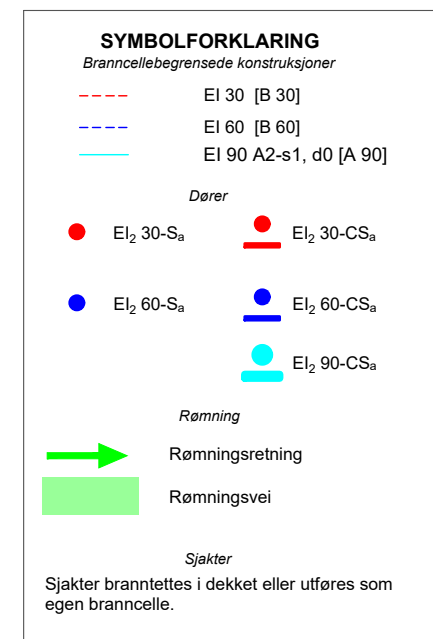 SYMBOLFORKLARING
Branncellebegrensede konstruksjoner
EI 30 [B 30]
EI 60 [B 60]
EI 90 A2-s1, d0 [A 90]
Dører
EI₂ 30-Sₐ EI₂ 30-CSₐ
EI₂ 60-Sₐ EI₂ 60-CSₐ
EI₂ 90-CSₐ
Rømning
Rømningsretning
Rømningsvei
Sjakter
Sjakter branntettes i dekket eller utføres som
egen branncelle.